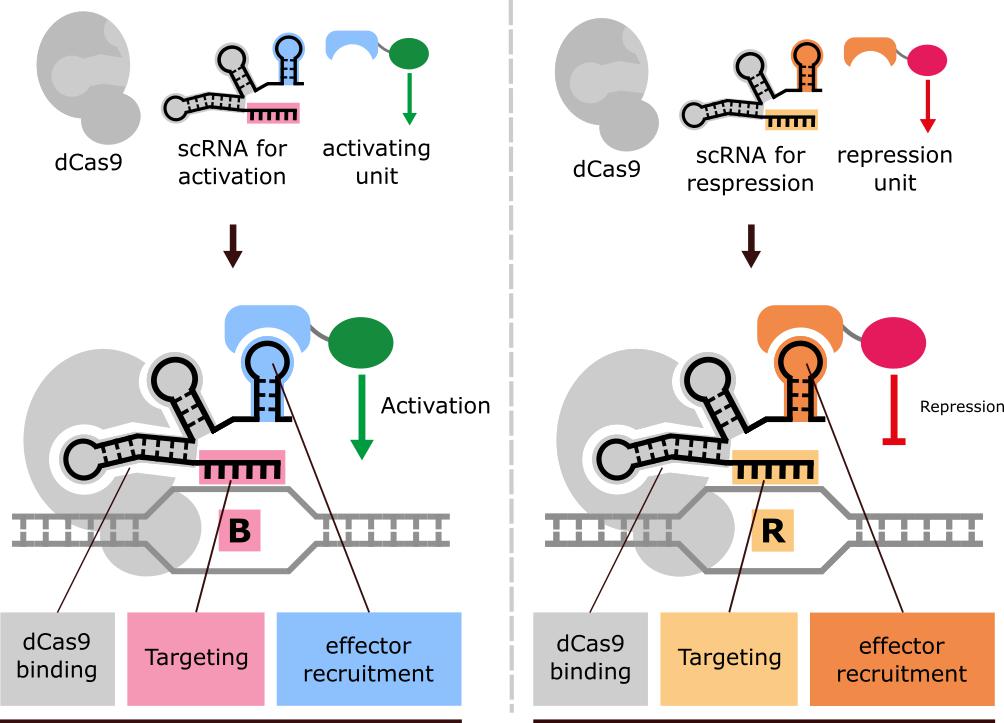 dCas9
scRNA for
activation
activating
unit
Activation
B
dCas9
binding
Targeting
effector
recruitment
dCas9
scRNA for
respression
repression
unit
Repression
R
dCas9
binding
Targeting
effector
recruitment